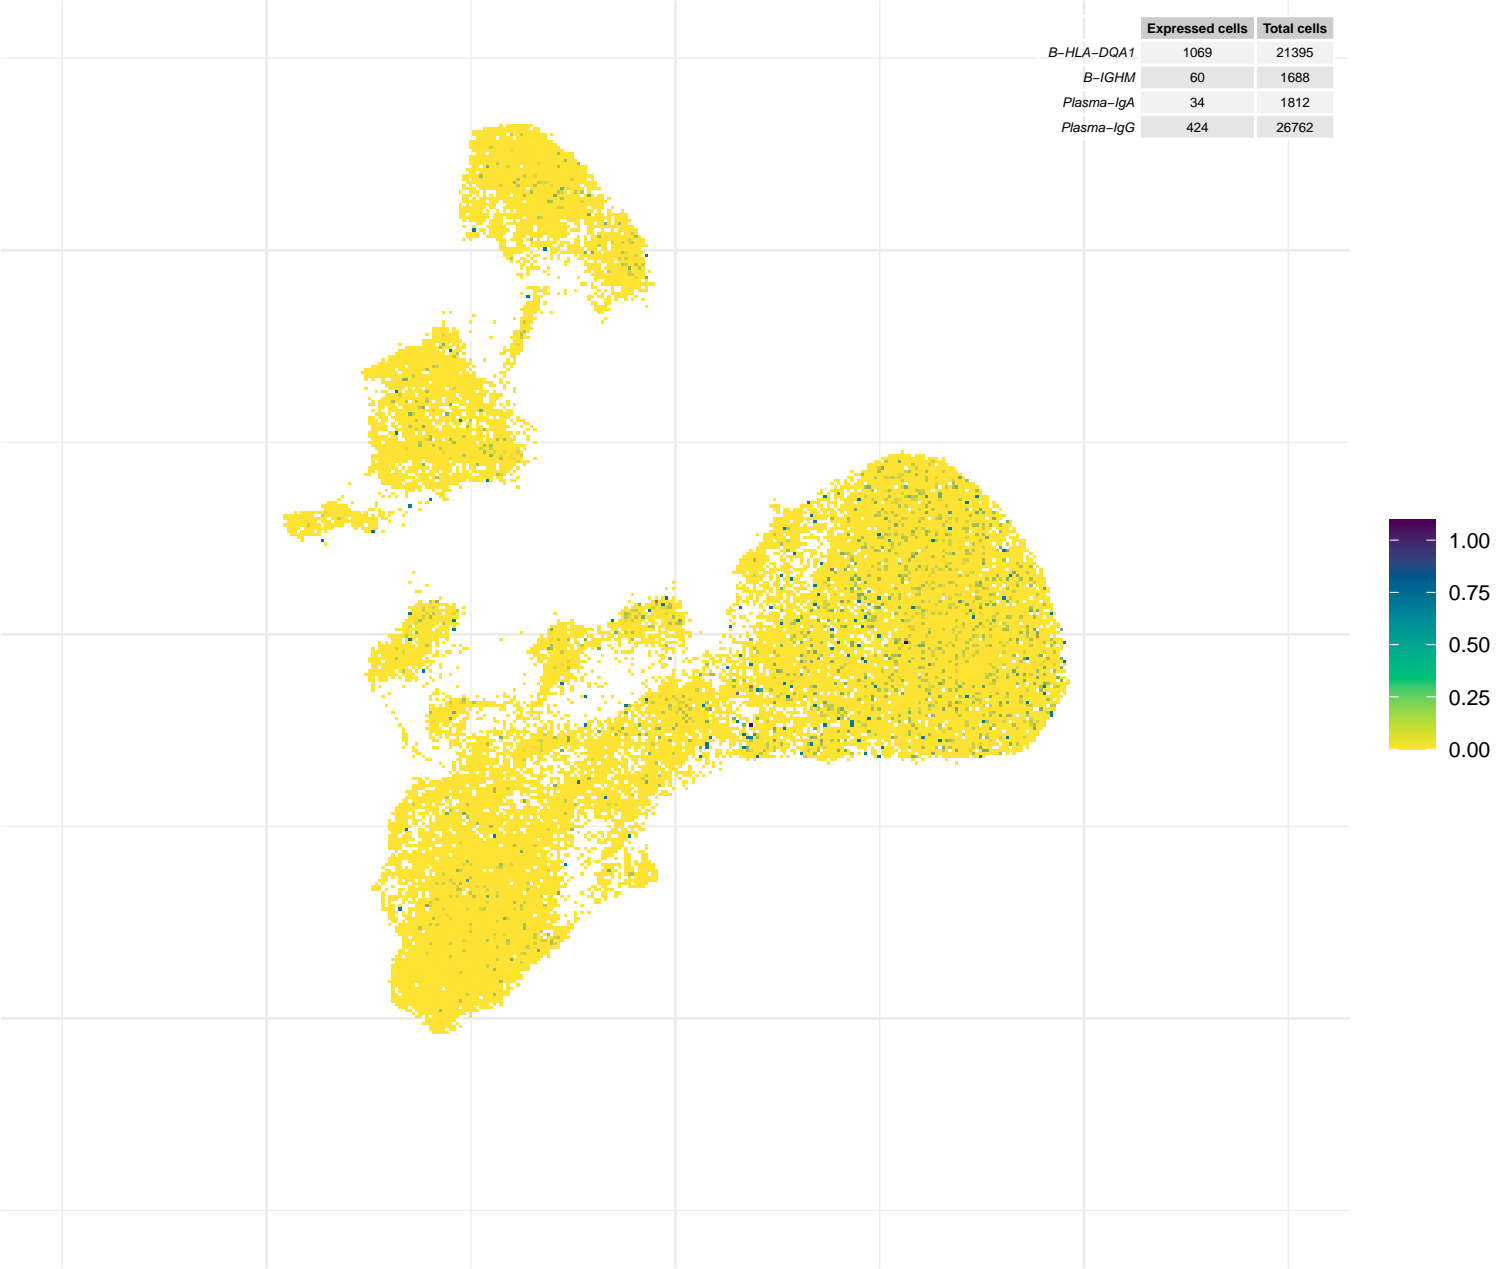 Expressed cells Total cells
B−HLA−DQA1 1069 21395
B−IGHM 60 1688
Plasma−IgA 34 1812
Plasma−IgG 424 26762
1.00
0.75
0.50
0.25
0.00